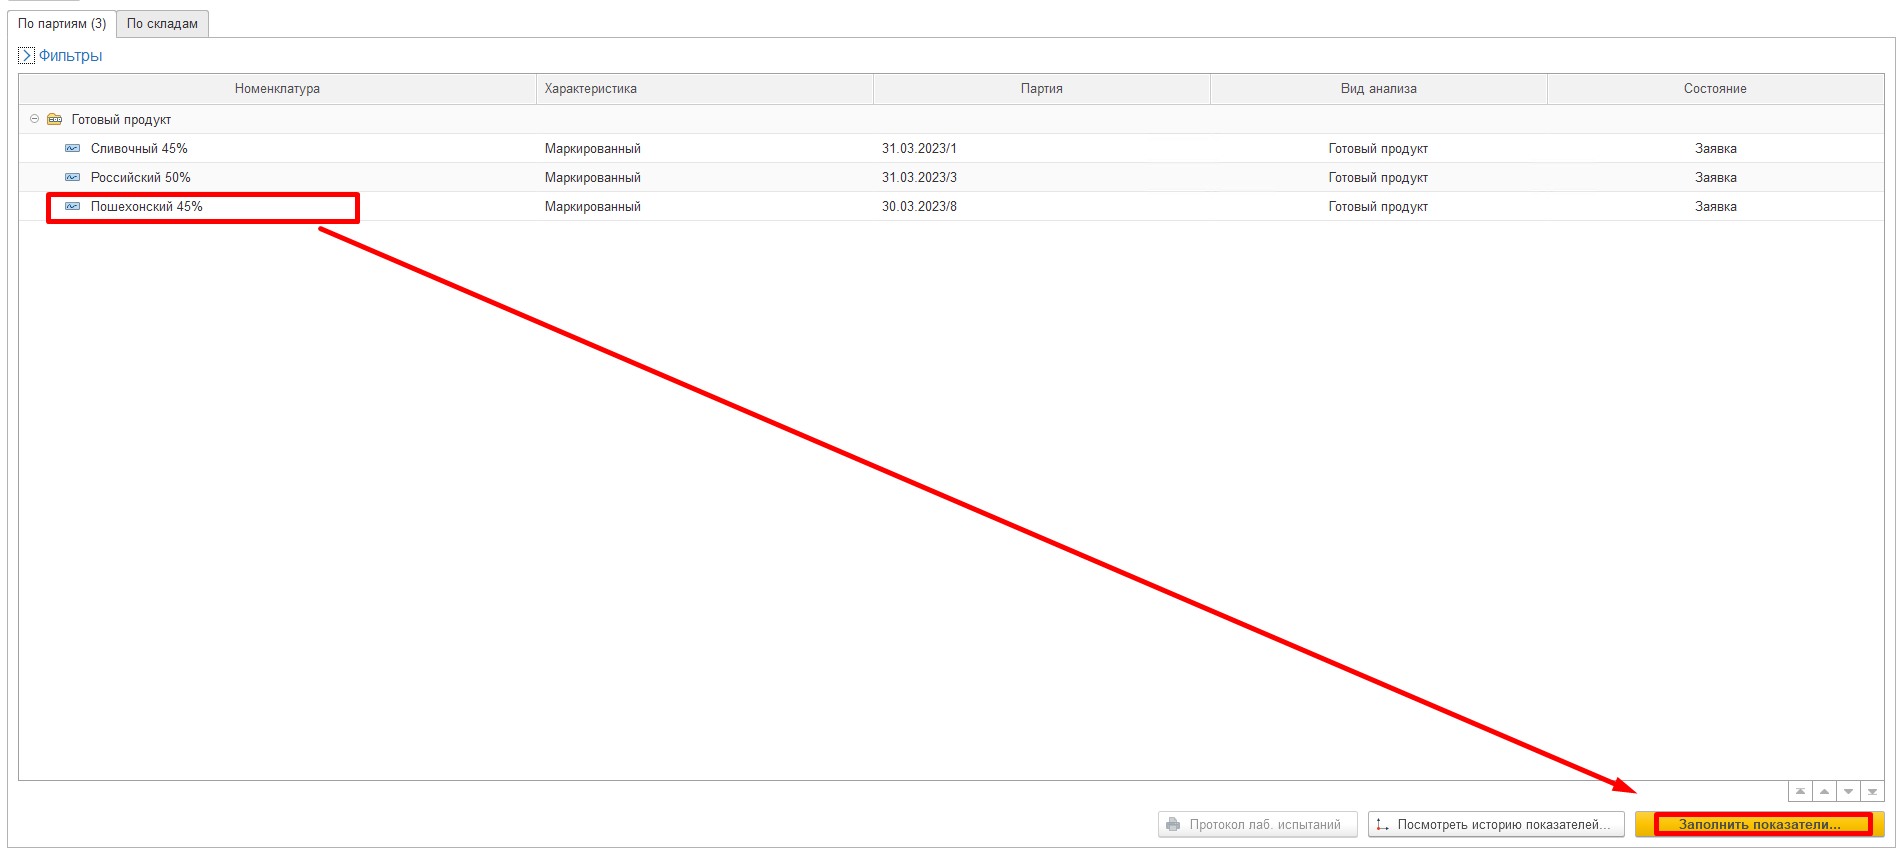 По партиям (3) По складам
Фильтры
Номенклатура Характеристика Партия Вид анализа Состояние
Готовый продукт
Сливочный 45% Маркированный 31.03.2023/1 Готовый продукт Заявка
Российский 50% Маркированный 31.03.2023/3 Готовый продукт Заявка
Пошехонский 45% Маркированный 30.03.2023/8 Готовый продукт Заявка
Протокол лаб. испытаний Посмотреть историю показателей... Заполнить показатели...